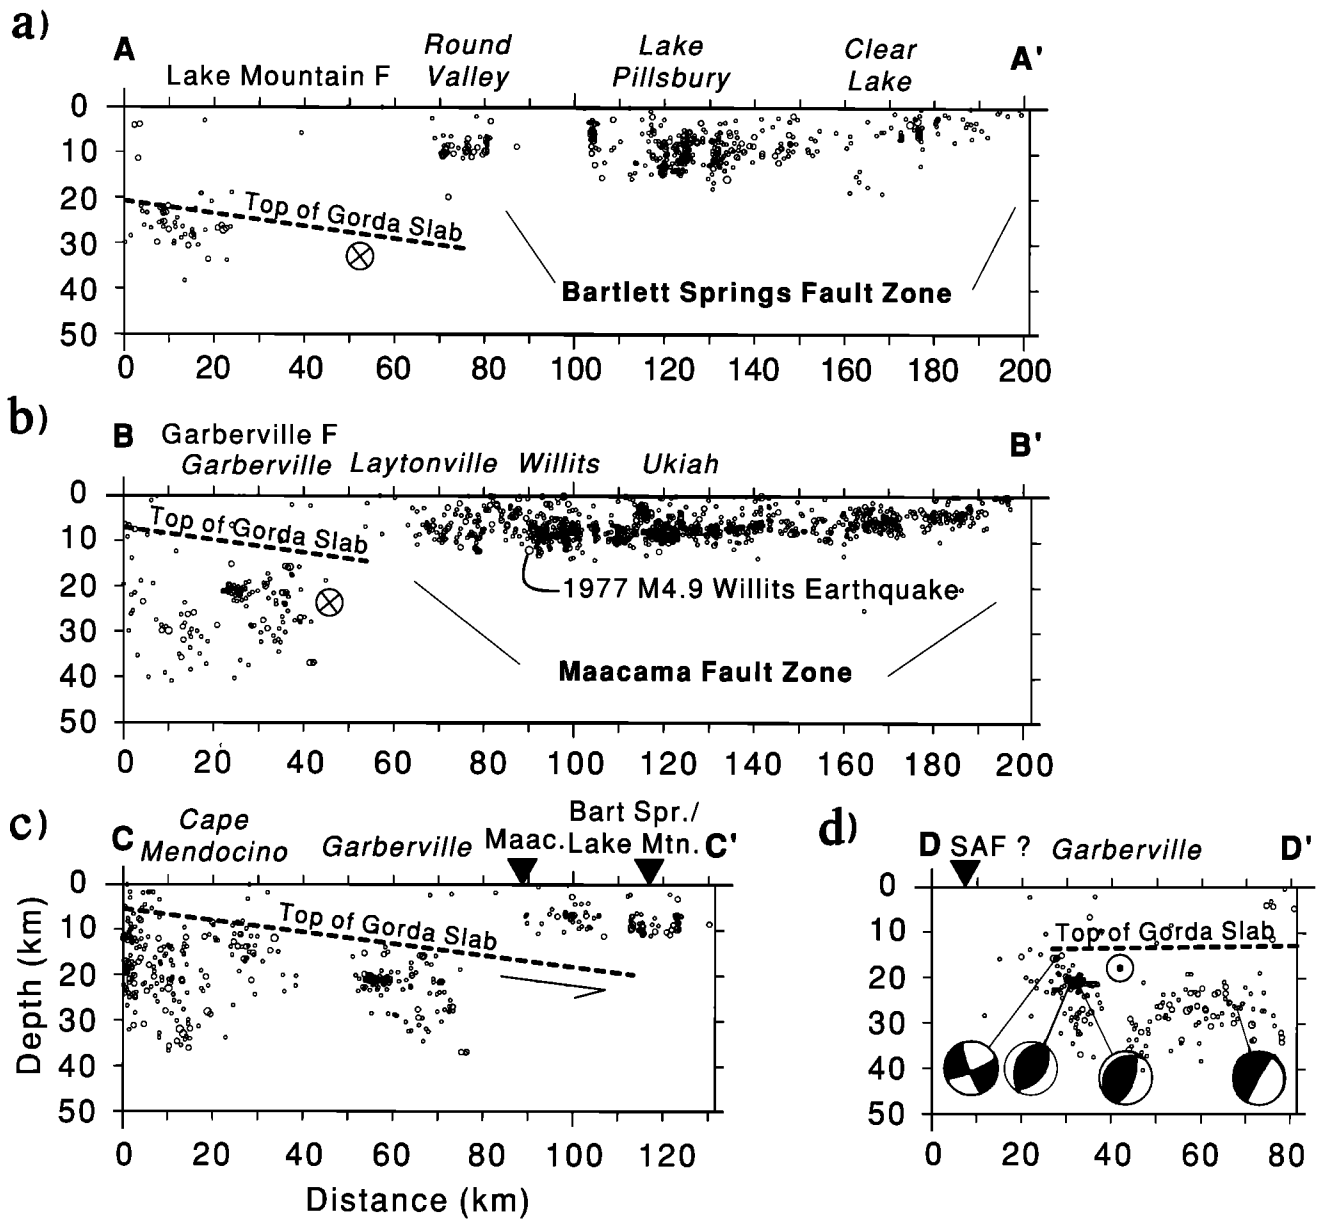 a)
A
Round Valley
Lake Pillsbury
Clear Lake
A'
Lake Mountain F
0
10
20
30
40
50
Top of Gorda Slab
Bartlett Springs Fault Zone
0 20 40 60 80 100 120 140 160 180 200
b)
B
Garberville F
B'
Garberville Laytonville Willits Ukiah
0
10
20
30
40
50
Top of Gorda Slab
1977 M4.9 Willits Earthquake
Maacama Fault Zone
0 20 40 60 80 100 120 140 160 180 200
c)
C
Cape Mendocino
Garberville
Maac.
Bart Spr./
Lake Mtn.
C'
0
10
20
30
40
50
Depth (km)
Top of Gorda Slab
0 20 40 60 80 100 120
Distance (km)
d)
D SAF ? Garberville D'
0
10
20
30
40
50
Top of Gorda Slab
0 20 40 60 80